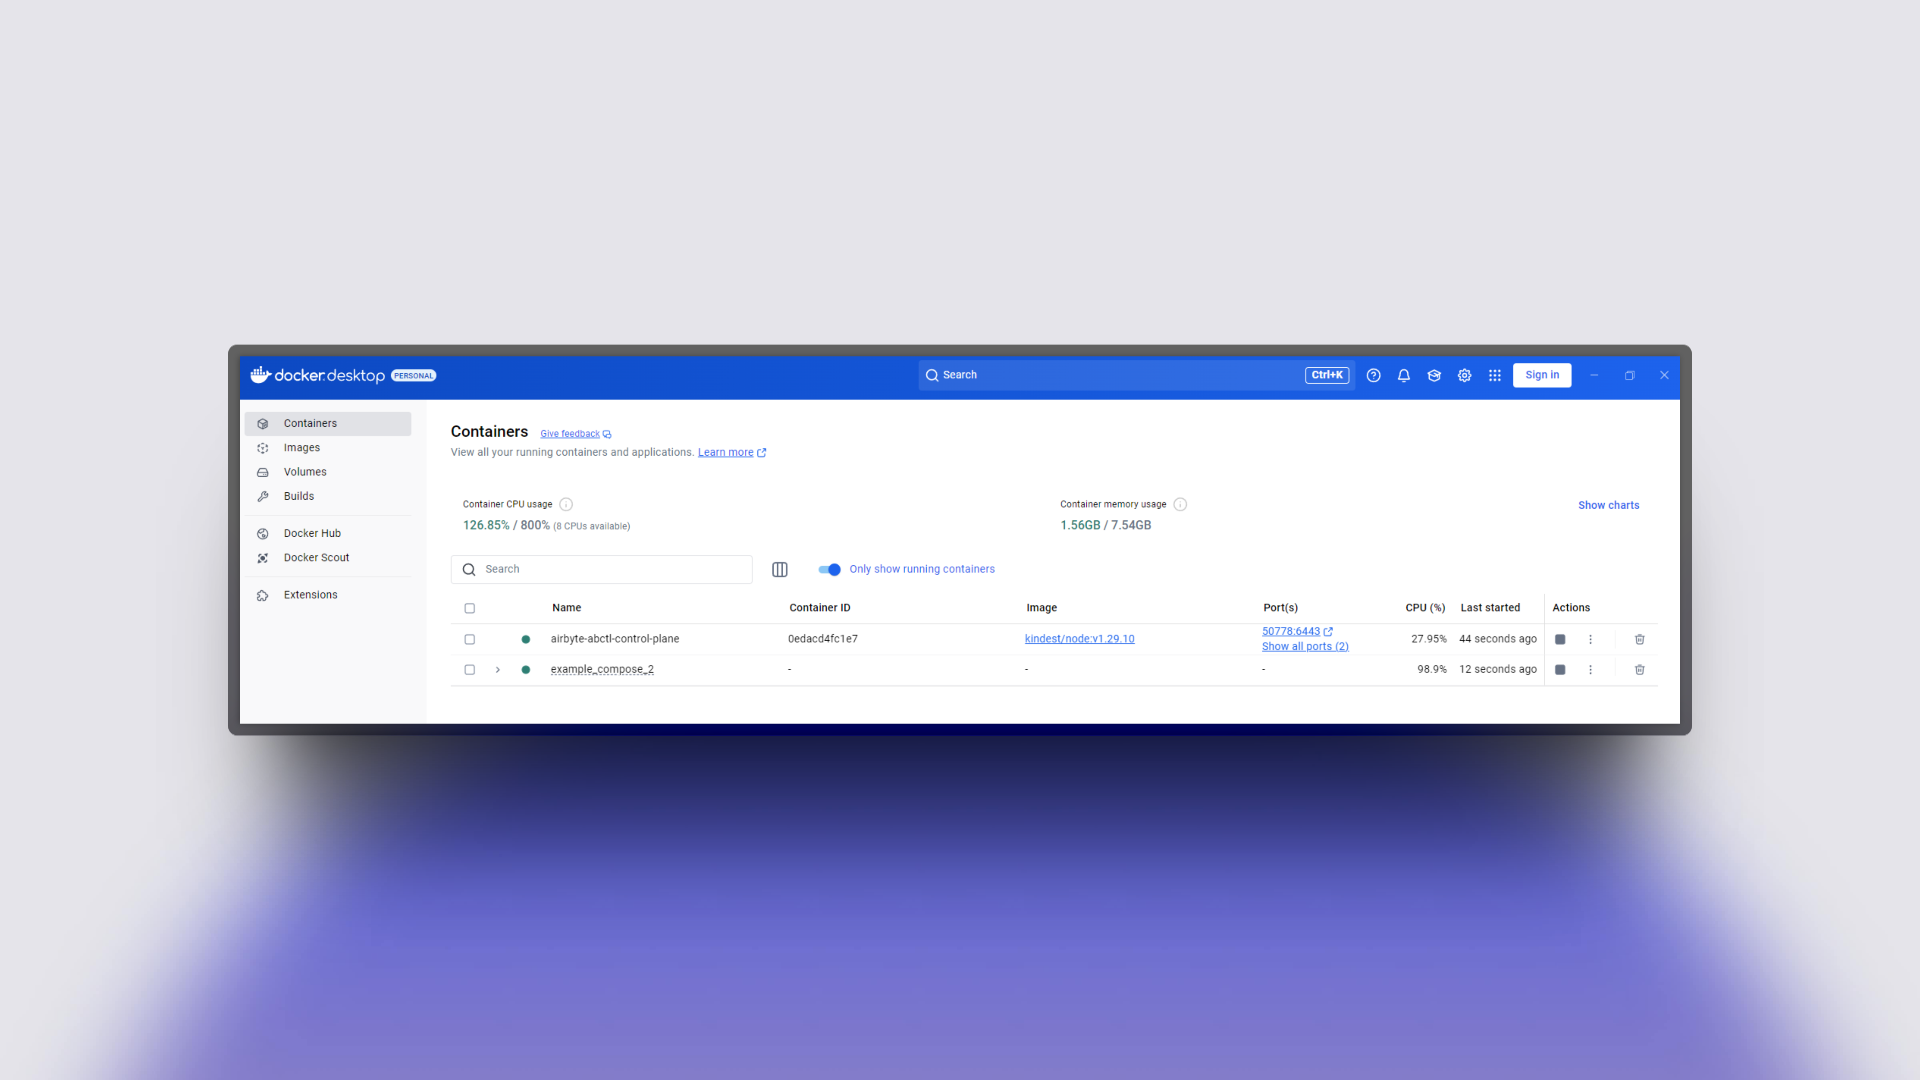 docker.desktop PERSONAL
Search Ctrl+K
Sign in
Containers
Images
Volumes
Builds
Docker Hub
Docker Scout
Extensions
Containers Give feedback
View all your running containers and applications. Learn more
Container CPU usage
126.85% / 800% (8 CPUs available)
Container memory usage
1.56GB / 7.54GB
Show charts
Search
Only show running containers
Name Container ID Image Port(s) CPU (%) Last started Actions
airbyte-abctl-control-plane 0edacd4fc1e7 kindest/node:v1.29.10 50778:6443 27.95% 44 seconds ago
Show all ports (2)
example_compose_2 - - - 98.9% 12 seconds ago